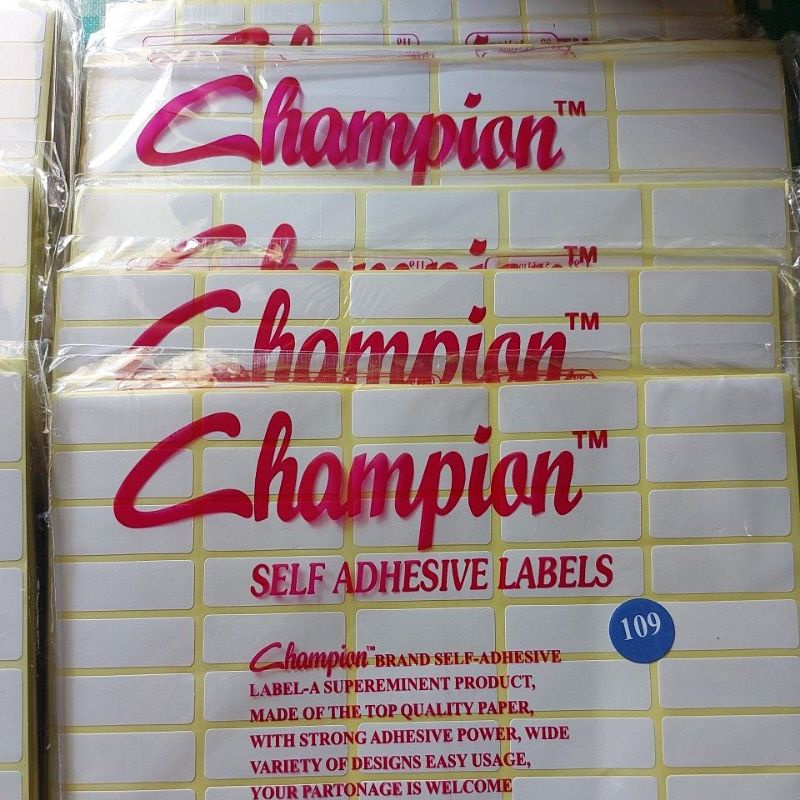 Champion™
Champion™
Champion™
SELF ADHESIVE LABELS
109
Champion™ BRAND SELF-ADHESIVE
LABEL-A SUPEREMINENT PRODUCT,
MADE OF THE TOP QUALITY PAPER,
WITH STRONG ADHESIVE POWER, WIDE
VARIETY OF DESIGNS EASY USAGE,
YOUR PARTONAGE IS WELCOME